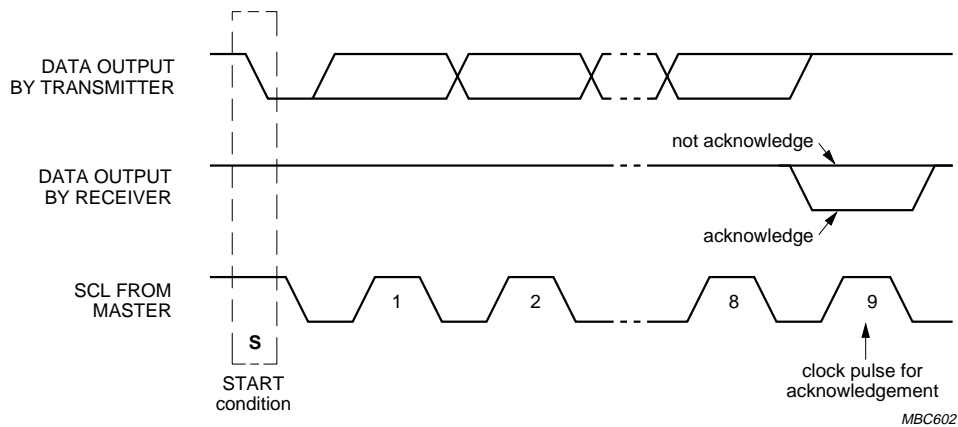 DATA OUTPUT
BY TRANSMITTER
not acknowledge
DATA OUTPUT
BY RECEIVER
acknowledge
SCL FROM
MASTER
1
2
8
9
S
START
condition
clock pulse for
acknowledgement
MBC602